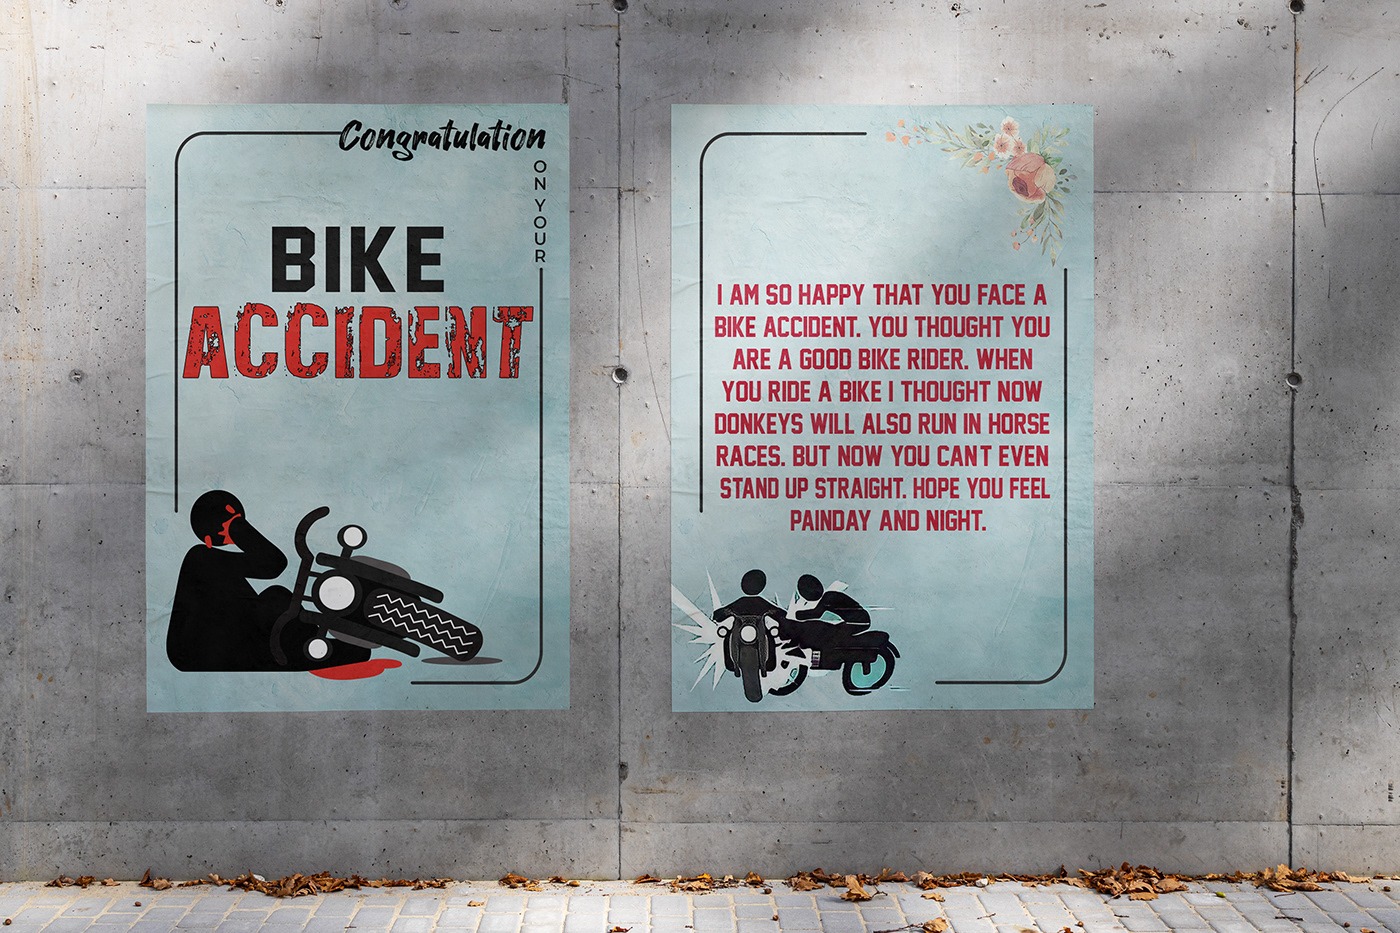 Congratulation
ON YOUR
BIKE
ACCIDENT
I AM SO HAPPY THAT YOU FACE A
BIKE ACCIDENT. YOU THOUGHT YOU
ARE A GOOD BIKE RIDER. WHEN
YOU RIDE A BIKE I THOUGHT NOW
DONKEYS WILL ALSO RUN IN HORSE
RACES. BUT NOW YOU CAN'T EVEN
STAND UP STRAIGHT. HOPE YOU FEEL
PAINDAY AND NIGHT.